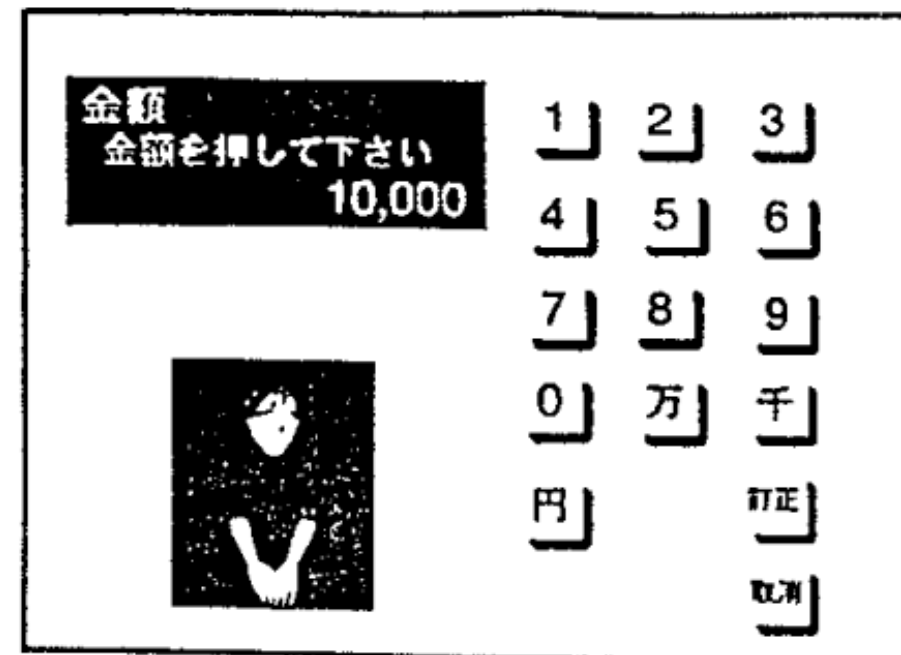 金額
金額を押して下さい
10,000
1 2 3
4 5 6
7 8 9
0 万 千
円 訂正
取消